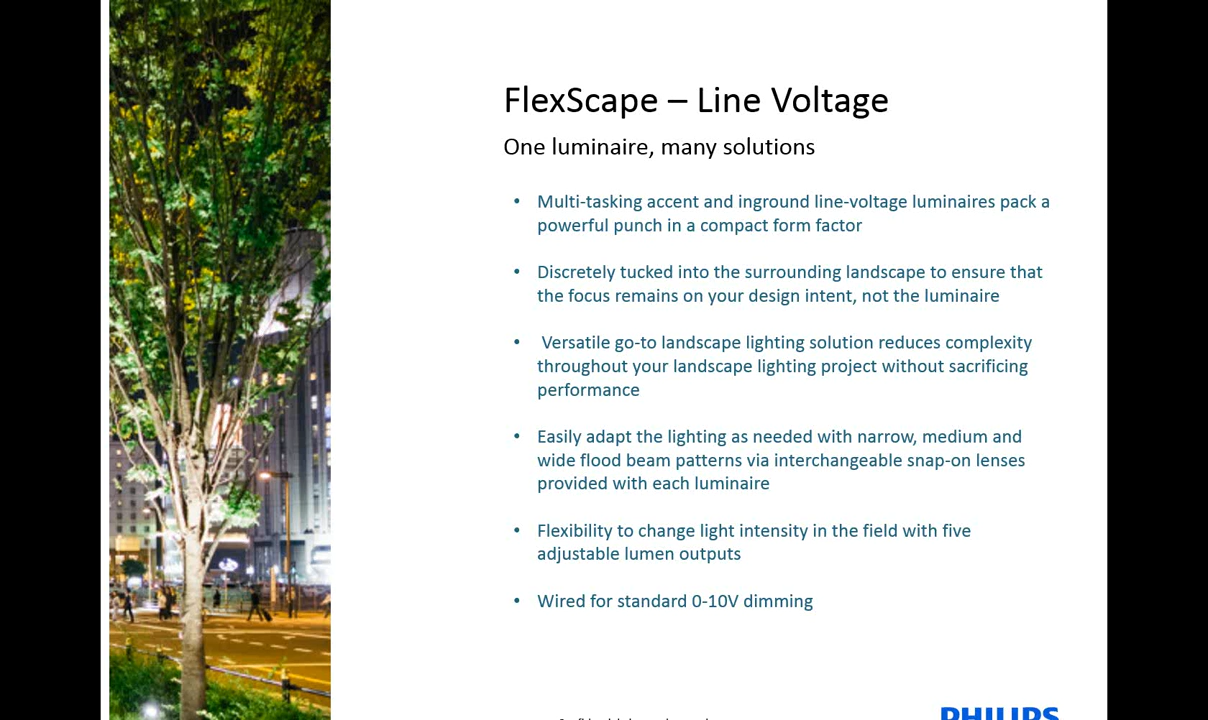 FlexScape – Line Voltage
One luminaire, many solutions
• Multi-tasking accent and inground line-voltage luminaires pack a
powerful punch in a compact form factor
• Discretely tucked into the surrounding landscape to ensure that
the focus remains on your design intent, not the luminaire
• Versatile go-to landscape lighting solution reduces complexity
throughout your landscape lighting project without sacrificing
performance
• Easily adapt the lighting as needed with narrow, medium and
wide flood beam patterns via interchangeable snap-on lenses
provided with each luminaire
• Flexibility to change light intensity in the field with five
adjustable lumen outputs
• Wired for standard 0-10V dimming
PHILIPS